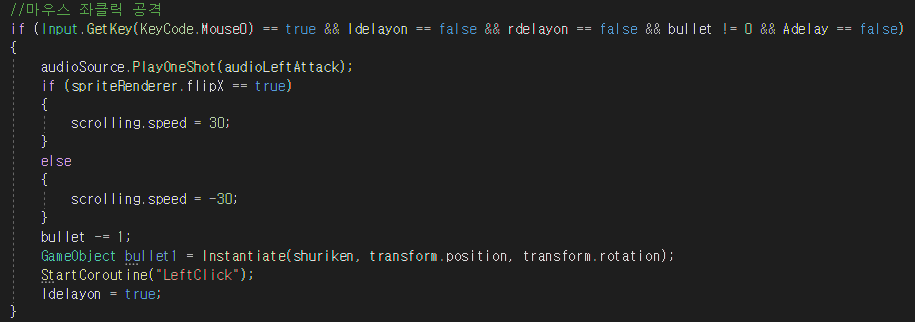 //마우스 좌클릭 공격
if (Input.GetKey(KeyCode.Mouse0) == true && ldelayon == false && rdelayon == false && bullet != 0 && Adelay == false)
{
audioSource.PlayOneShot(audioLeftAttack);
if (spriteRenderer.flipX == true)
{
scrolling.speed = 30;
}
else
{
scrolling.speed = -30;
}
bullet -= 1;
GameObject bullet1 = Instantiate(shuriken, transform.position, transform.rotation);
StartCoroutine("LeftClick");
ldelayon = true;
}